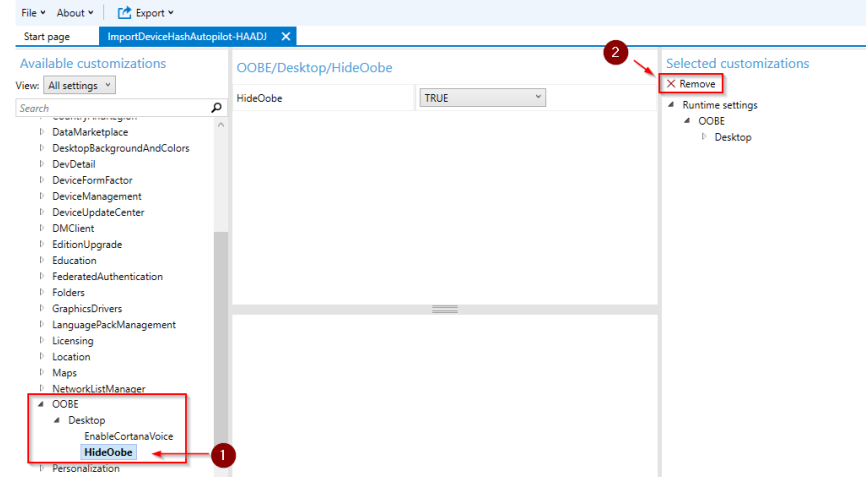 File About Export
Start page ImportDeviceHashAutopilot-HAADJ X
Available customizations
View: All settings
Search
CountryAndRegion
DataMarketplace
DesktopBackgroundAndColors
DevDetail
DeviceFormFactor
DeviceManagement
DeviceUpdateCenter
DMClient
EditionUpgrade
Education
FederatedAuthentication
Folders
GraphicsDrivers
LanguagePackManagement
Licensing
Location
Maps
NetworkListManager
OOBE
Desktop
EnableCortanaVoice
HideOobe
1
Personalization
OOBE/Desktop/HideOobe
HideOobe TRUE
2
Selected customizations
Remove
Runtime settings
OOBE
Desktop